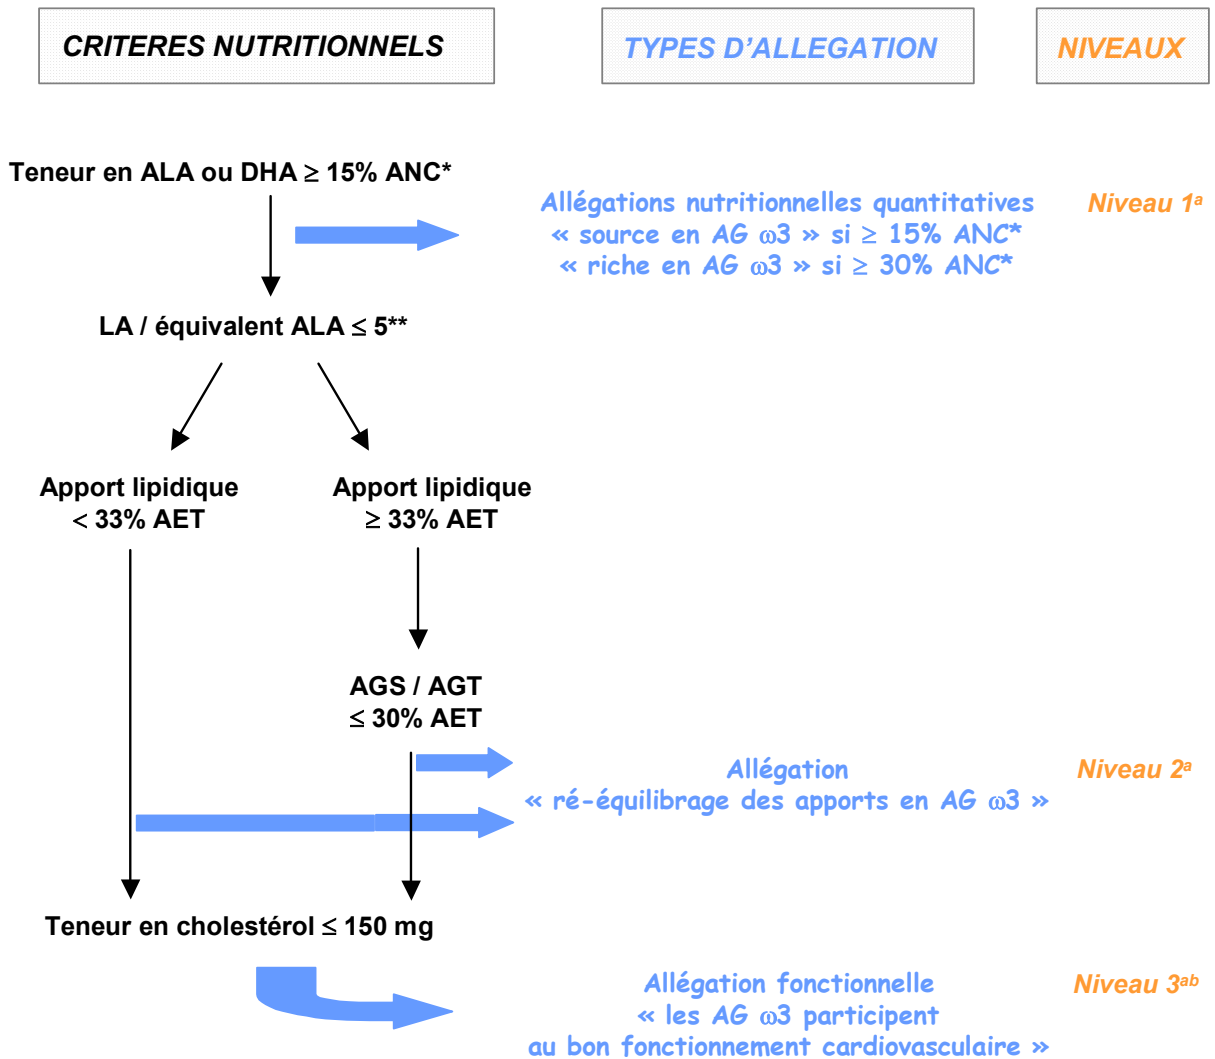 CRITERES NUTRITIONNELS
TYPES D’ALLEGATION
NIVEAUX
Teneur en ALA ou DHA ≥ 15% ANC*
Allégations nutritionnelles quantitatives
« source en AG ω3 » si ≥ 15% ANC*
« riche en AG ω3 » si ≥ 30% ANC*
Niveau 1ᵃ
LA / équivalent ALA ≤ 5**
Apport lipidique
< 33% AET
Apport lipidique
≥ 33% AET
AGS / AGT
≤ 30% AET
Allégation
« ré-équilibrage des apports en AG ω3 »
Niveau 2ᵃ
Teneur en cholestérol ≤ 150 mg
Allégation fonctionnelle
« les AG ω3 participent
au bon fonctionnement cardiovasculaire »
Niveau 3ᵃᵇ